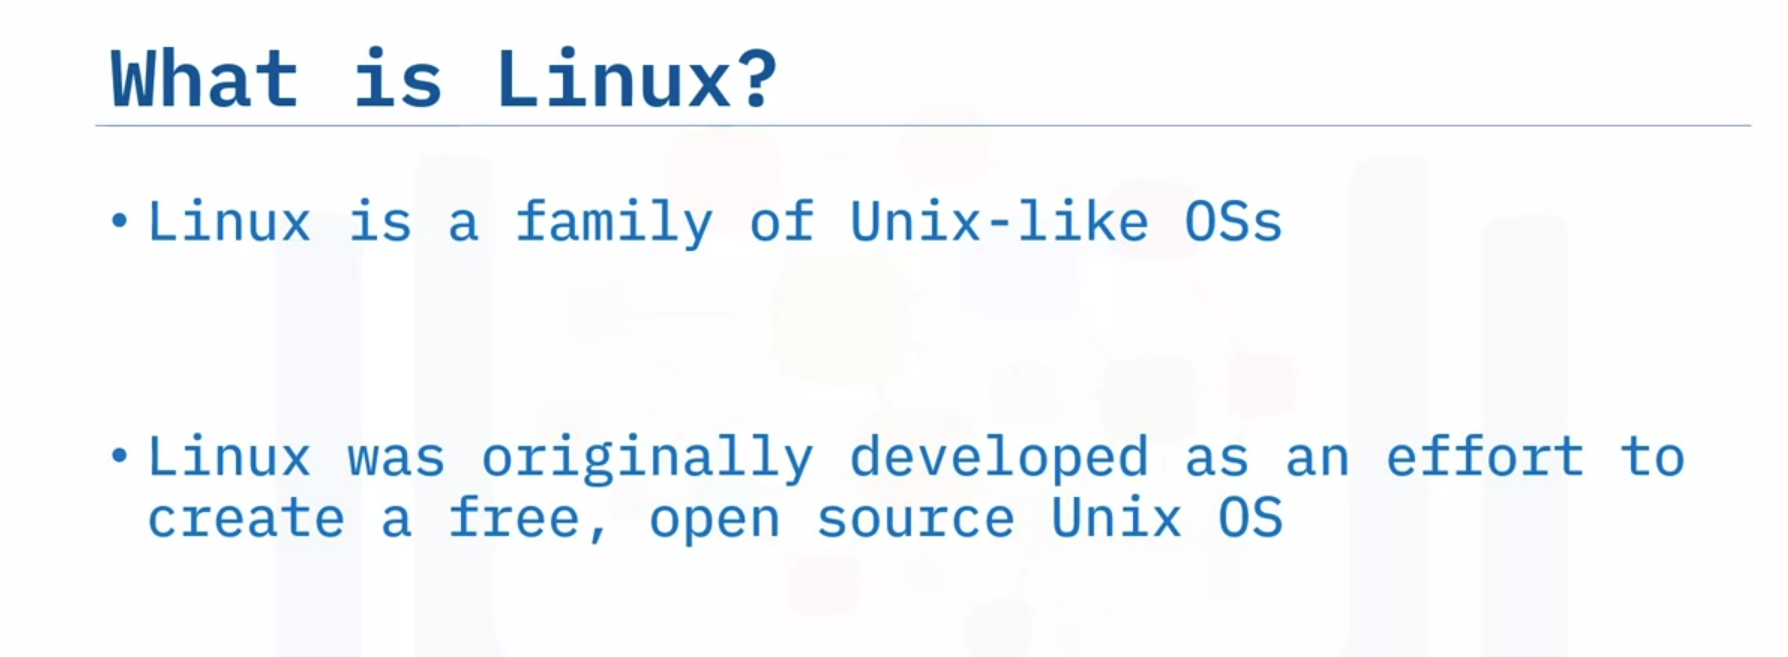 What is Linux?
• Linux is a family of Unix-like OSs
• Linux was originally developed as an effort to
create a free, open source Unix OS